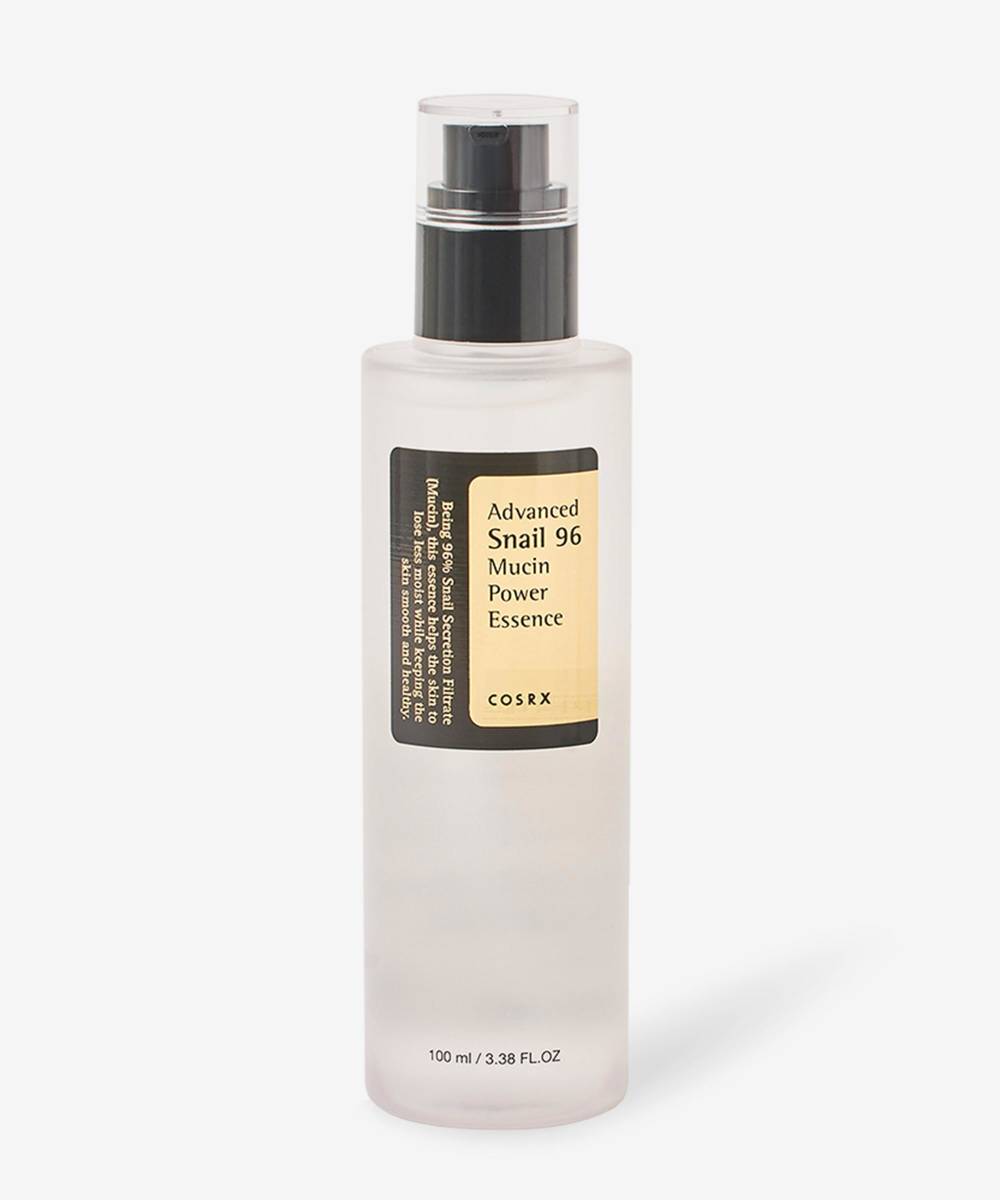 Advanced
Snail 96
Mucin
Power
Essence
COSRX
Being 96% Snail Secretion Filtrate
(Mucin), this essence helps the skin to
lose less moist while keeping the
skin smooth and healthy.
100 ml / 3.38 FL.OZ